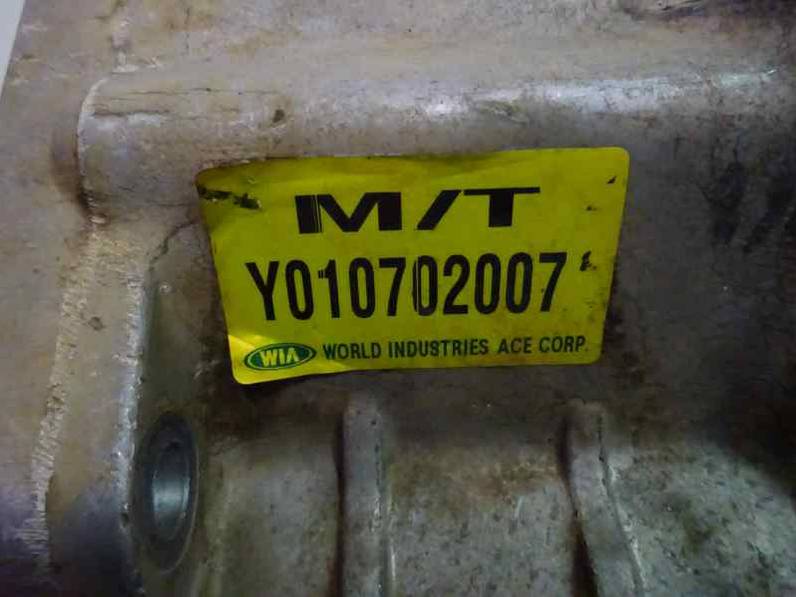 M/T
Y010702007
WIA WORLD INDUSTRIES ACE CORP.